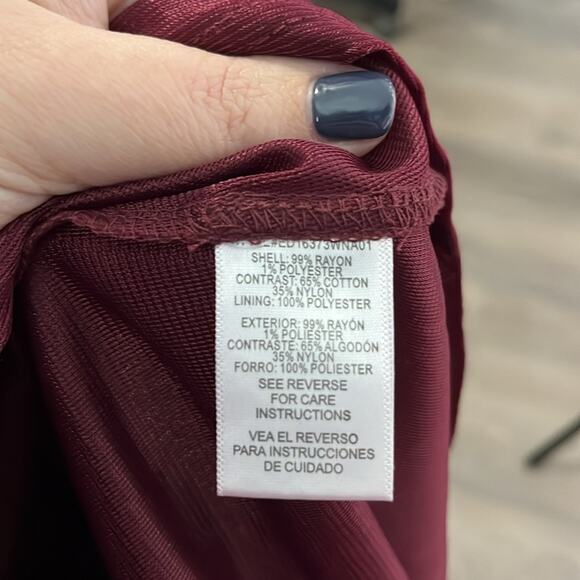 #ED16373WNA01
SHELL: 99% RAYON
1% POLYESTER
CONTRAST: 65% COTTON
35% NYLON
LINING: 100% POLYESTER
EXTERIOR: 99% RAYÓN
1% POLIESTER
CONTRASTE: 65% ALGODÓN
35% NYLON
FORRO: 100% POLIESTER
SEE REVERSE
FOR CARE
INSTRUCTIONS
VEA EL REVERSO
PARA INSTRUCCIONES
DE CUIDADO